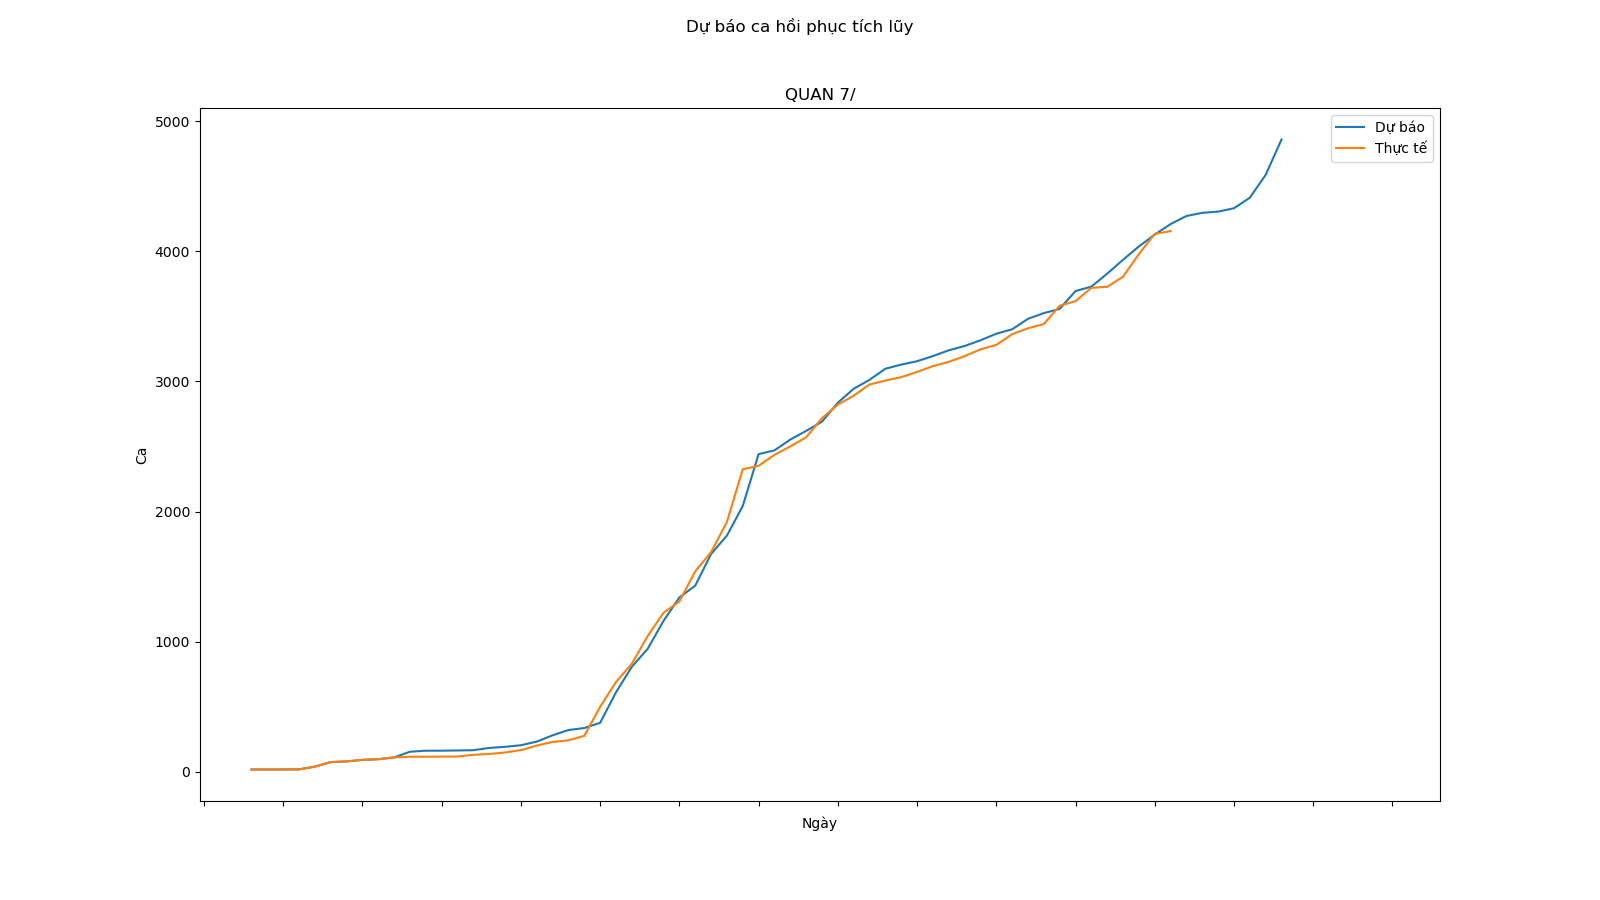 Dự báo ca hồi phục tích lũy
QUAN 7/
5000
4000
3000
2000
1000
0
Ca
Ngày
Dự báo
Thực tế